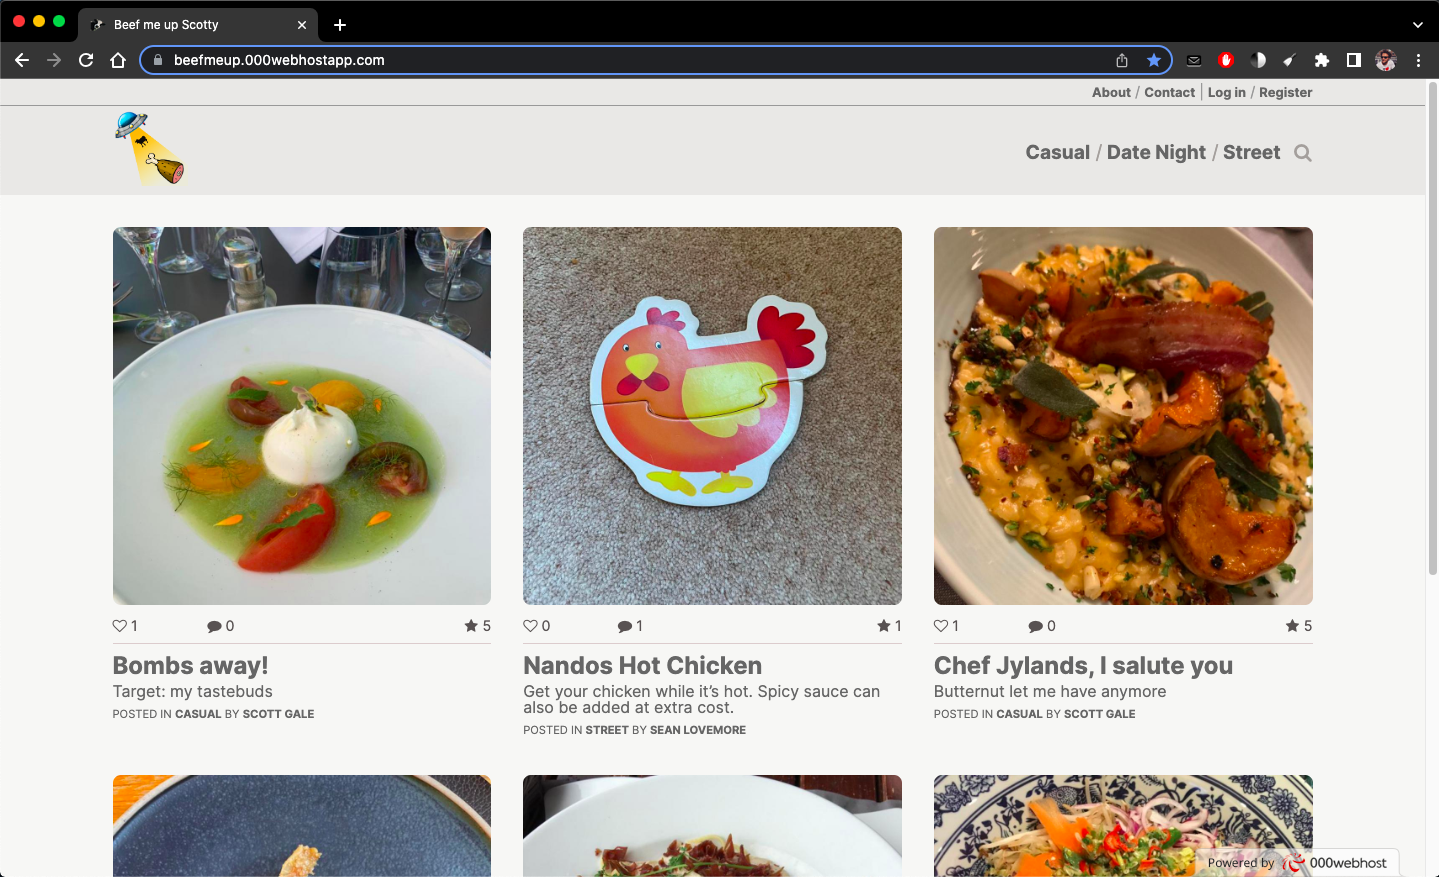 Beef me up Scotty
beefmeup.000webhostapp.com
About / Contact | Log in / Register
Casual / Date Night / Street
1 0 5
Bombs away!
Target: my tastebuds
POSTED IN CASUAL BY SCOTT GALE
0 1 1
Nandos Hot Chicken
Get your chicken while it’s hot. Spicy sauce can
also be added at extra cost.
POSTED IN STREET BY SEAN LOVEMORE
1 0 5
Chef Jylands, I salute you
Butternut let me have anymore
POSTED IN CASUAL BY SCOTT GALE
Powered by 000webhost